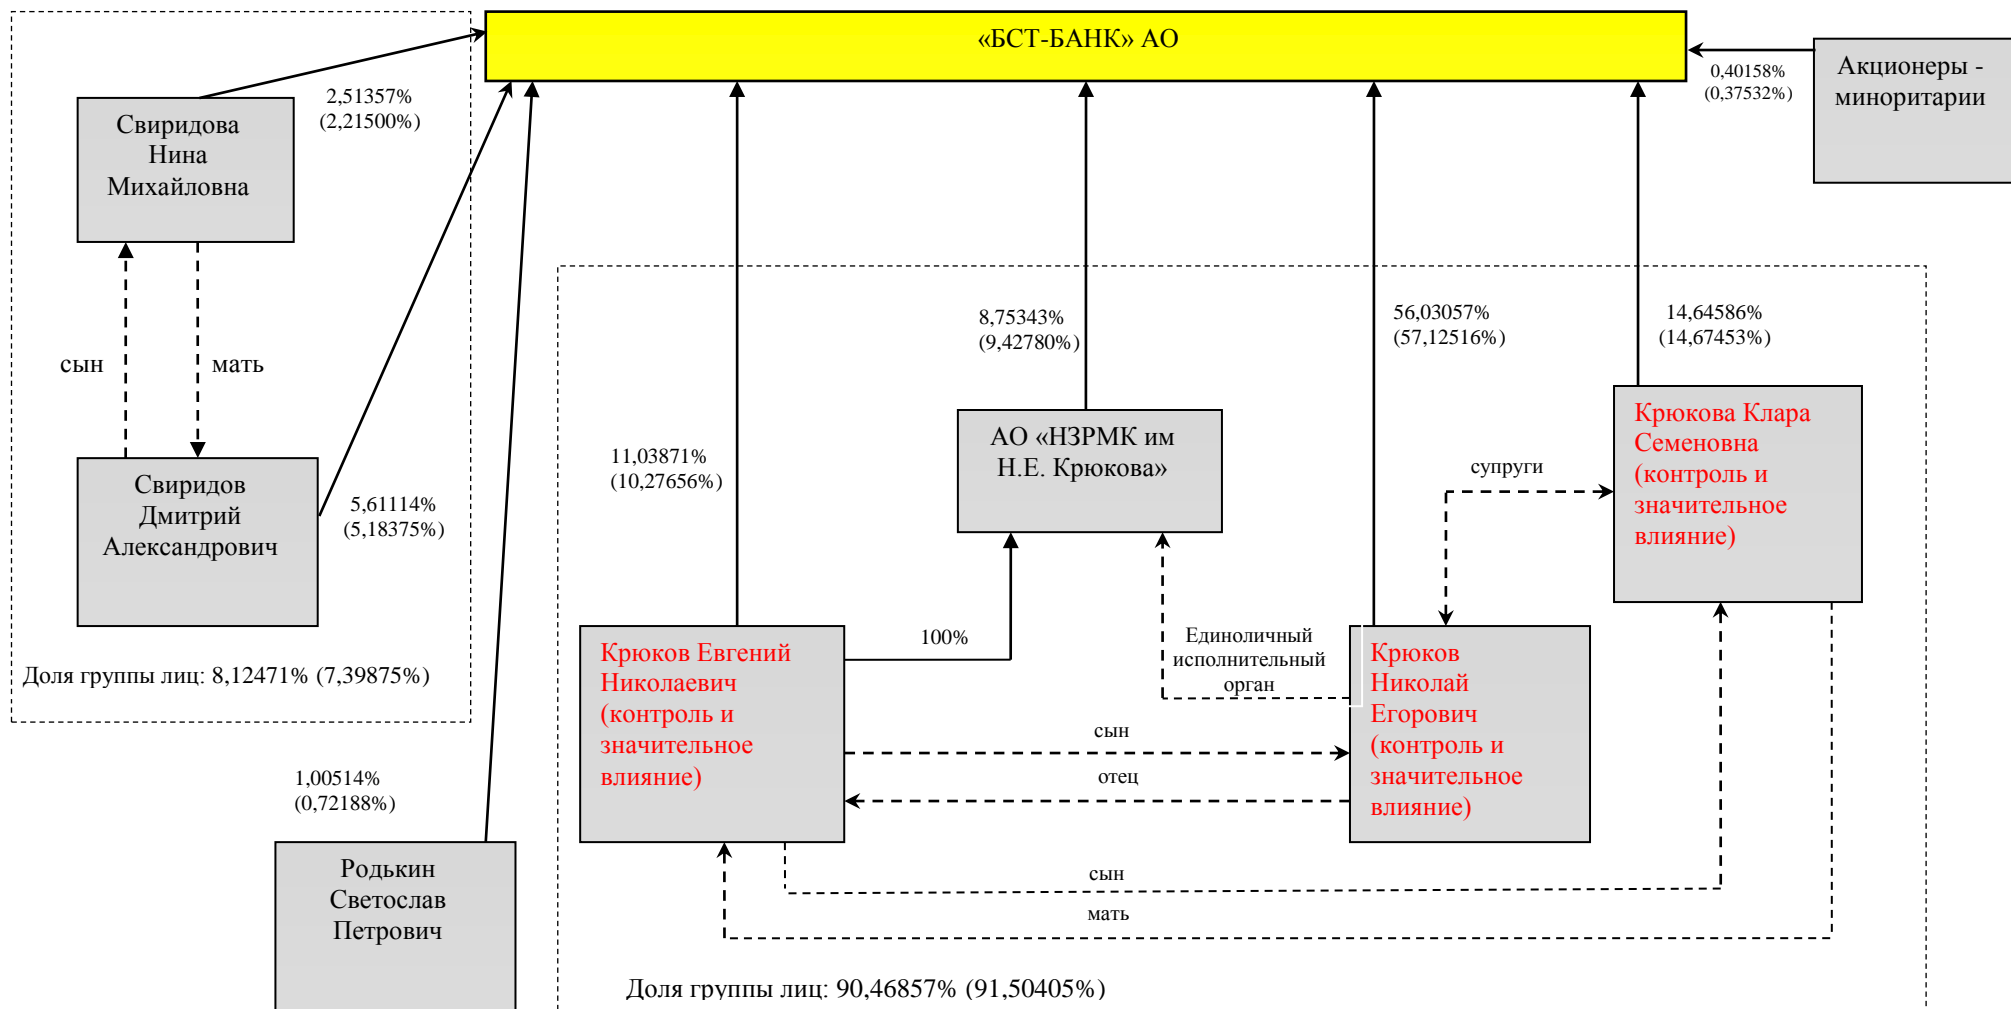 «БСТ-БАНК» АО
Акционеры -
миноритарии
0,40158%
(0,37532%)
2,51357%
(2,21500%)
Свиридова
Нина
Михайловна
сын
мать
Свиридов
Дмитрий
Александрович
5,61114%
(5,18375%)
Доля группы лиц: 8,12471% (7,39875%)
1,00514%
(0,72188%)
Родькин
Светослав
Петрович
11,03871%
(10,27656%)
8,75343%
(9,42780%)
56,03057%
(57,12516%)
14,64586%
(14,67453%)
АО «НЗРМК им
Н.Е. Крюкова»
Крюкова Клара
Семеновна
(контроль и
значительное
влияние)
супруги
100%
Единоличный
исполнительный
орган
Крюков Евгений
Николаевич
(контроль и
значительное
влияние)
Крюков
Николай
Егорович
(контроль и
значительное
влияние)
сын
отец
сын
мать
Доля группы лиц: 90,46857% (91,50405%)